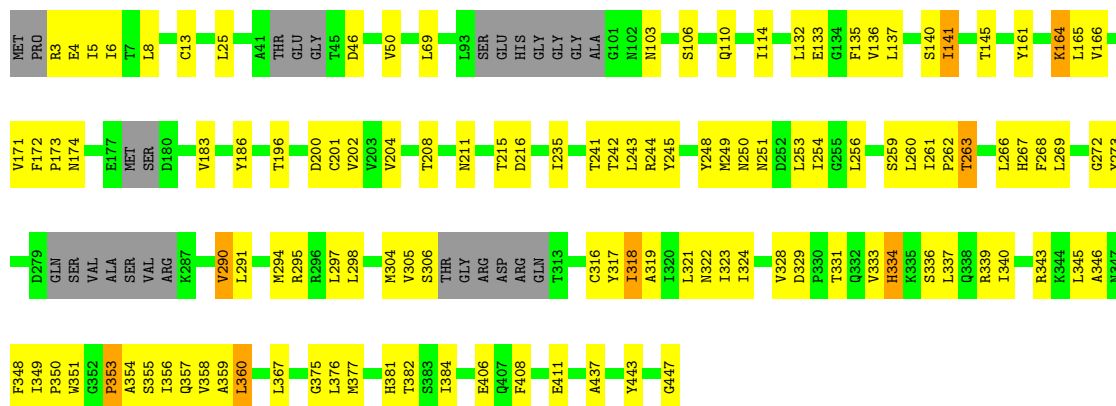 MET PRO R3 E4 I5 I6 T7 L8 C13 L25 A41 THR GLU GLY T45 D46 V50 L69 L93 SER GLU HIS GLY GLY GLY ALA G101 N102 N103 S106 Q110 I114 L132 E133 G134 F135 V136 L137 S140 I141 T145 Y161 K164 L165 V166
V171 F172 P173 N174 E177 MET SER D180 V183 Y186 T196 D200 C201 V202 V203 V204 T208 N211 T215 D216 I235 T241 T242 L243 R244 Y245 Y248 M249 N250 N251 D252 L253 I254 G255 L256 S259 L260 I261 P262 T263 L266 H267 F268 L269 G272 Y273
D279 GLN SER VAL ALA SER VAL ARG K287 V290 L291 M294 R295 R296 L297 L298 M304 V305 S306 THR GLY ARG ASP ARG GLN T313 C316 Y317 I318 A319 I320 L321 N322 I323 I324 V328 D329 P330 T331 Q332 V333 H334 K335 S336 L337 Q338 R339 I340 R343 K344 L345 A346 N347
F348 I349 P350 W351 G352 P353 A354 S355 I356 Q357 V358 A359 L360 L367 G375 L376 M377 H381 T382 S383 I384 E406 Q407 F408 E411 A437 Y443 G447